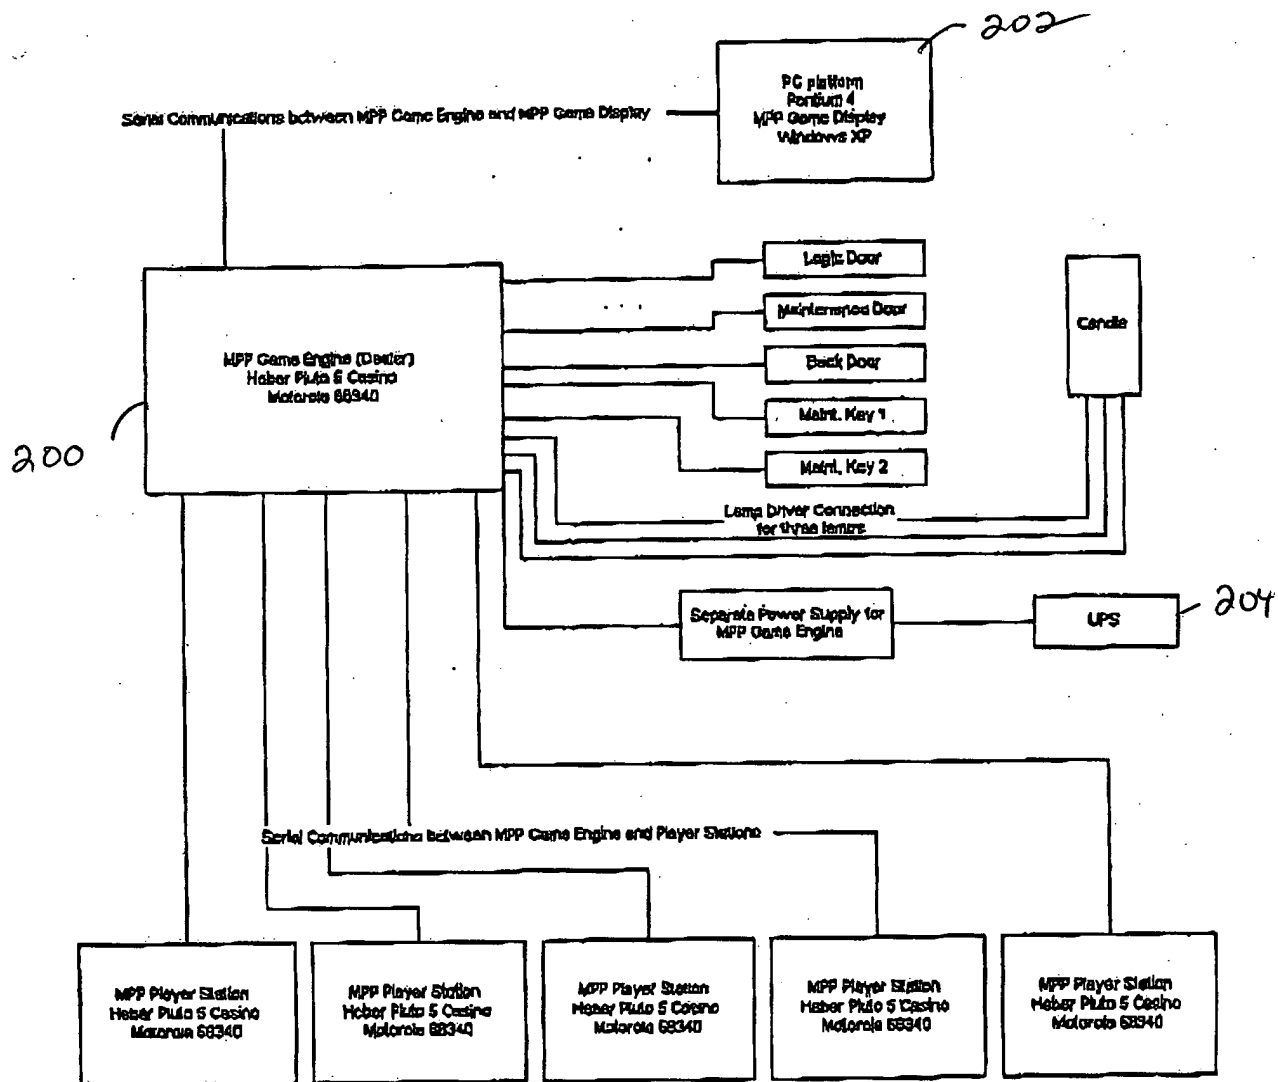 202
PC platform
Pentium 4
MPP Game Display
Windows XP
Serial Communications between MPP Game Engine and MPP Game Display
Logic Door
Maintenance Door
Back Door
Maint. Key 1
Maint. Key 2
Candle
MPP Game Engine (Dealer)
Heber Pluto 5 Casino
Motorola 68340
200
Lamp Driver Connection
for three lamps
Separate Power Supply for
MPP Game Engine
UPS
204
Serial Communications between MPP Game Engine and Player Stations
MPP Player Station
Heber Pluto 5 Casino
Motorola 68340
MPP Player Station
Heber Pluto 5 Casino
Motorola 68340
MPP Player Station
Heber Pluto 5 Casino
Motorola 68340
MPP Player Station
Heber Pluto 5 Casino
Motorola 68340
MPP Player Station
Heber Pluto 5 Casino
Motorola 68340